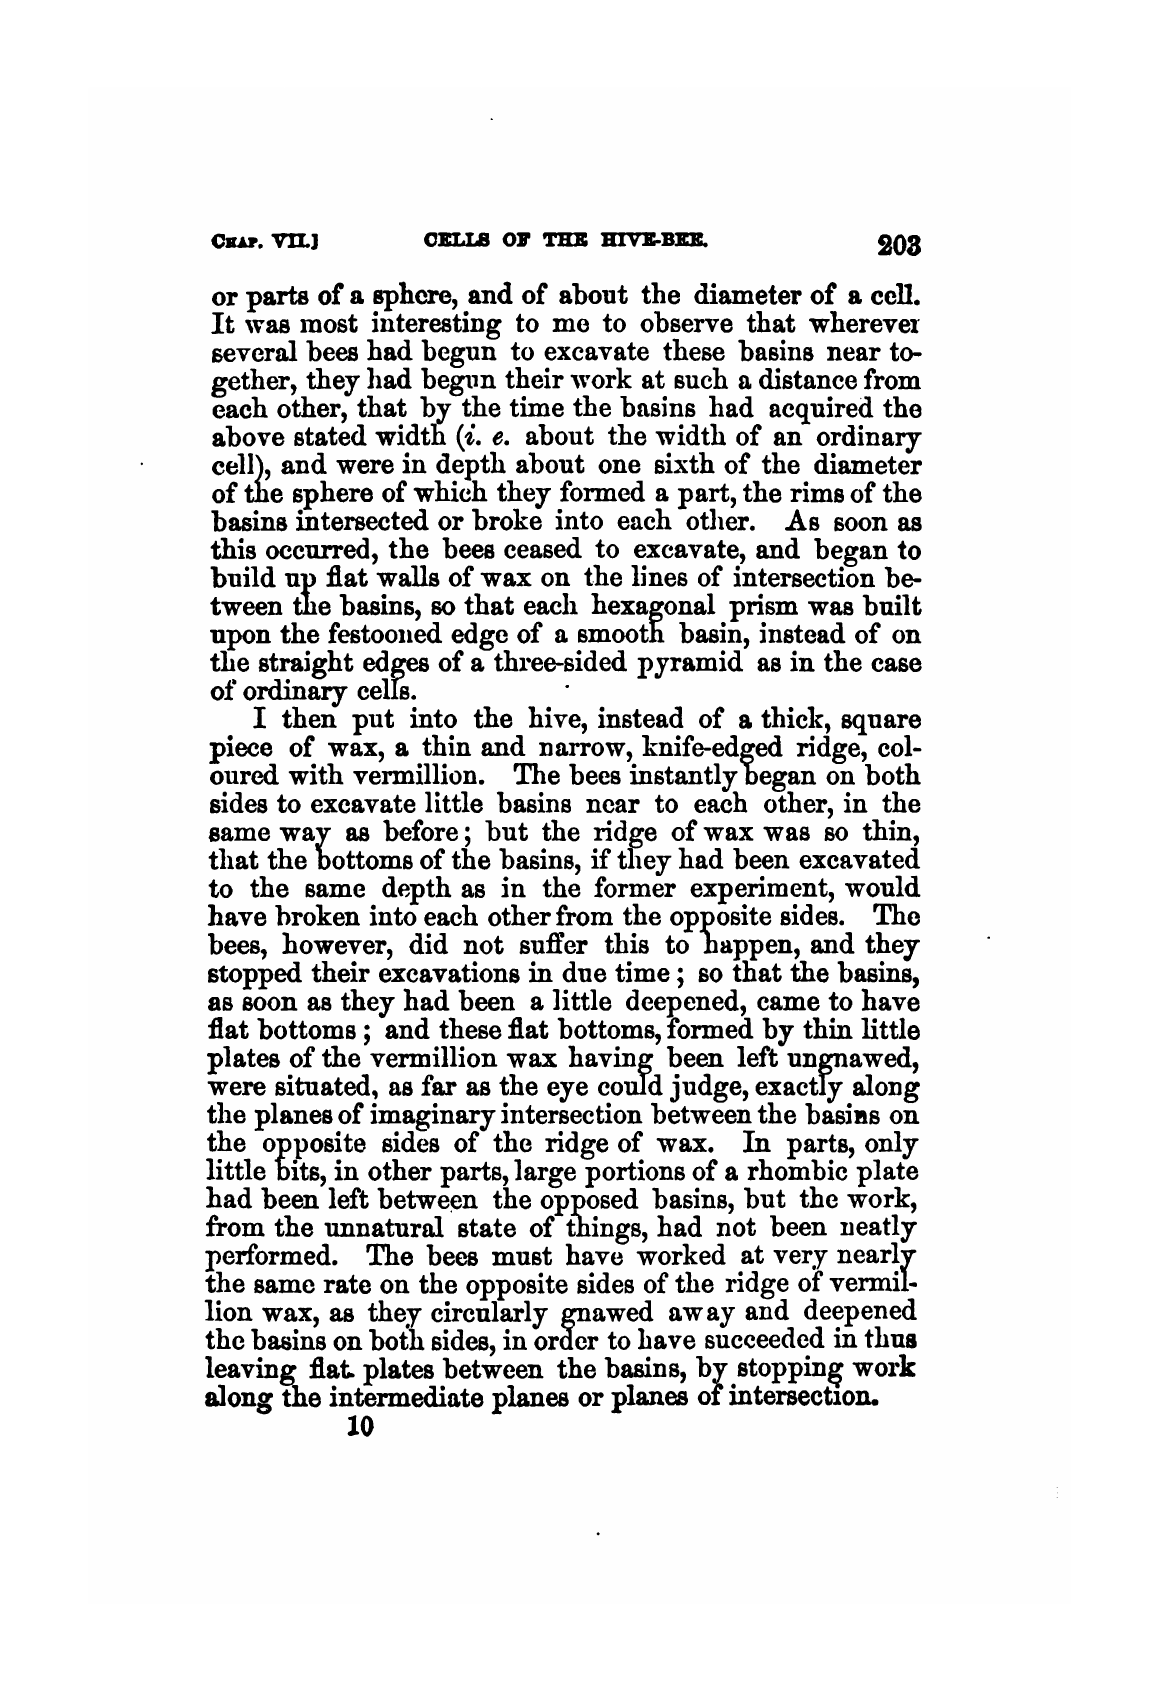 CHAP. VII.] CELLS OF THE HIVE-BEE. 203
or parts of a sphere, and of about the diameter of a cell.
It was most interesting to me to observe that wherever
several bees had begun to excavate these basins near to-
gether, they had begun their work at such a distance from
each other, that by the time the basins had acquired the
above stated width (i. e. about the width of an ordinary
cell), and were in depth about one sixth of the diameter
of the sphere of which they formed a part, the rims of the
basins intersected or broke into each other. As soon as
this occurred, the bees ceased to excavate, and began to
build up flat walls of wax on the lines of intersection be-
tween the basins, so that each hexagonal prism was built
upon the festooned edge of a smooth basin, instead of on
the straight edges of a three-sided pyramid as in the case
of ordinary cells.
I then put into the hive, instead of a thick, square
piece of wax, a thin and narrow, knife-edged ridge, col-
oured with vermillion. The bees instantly began on both
sides to excavate little basins near to each other, in the
same way as before; but the ridge of wax was so thin,
that the bottoms of the basins, if they had been excavated
to the same depth as in the former experiment, would
have broken into each other from the opposite sides. The
bees, however, did not suffer this to happen, and they
stopped their excavations in due time; so that the basins,
as soon as they had been a little deepened, came to have
flat bottoms; and these flat bottoms, formed by thin little
plates of the vermillion wax having been left ungnawed,
were situated, as far as the eye could judge, exactly along
the planes of imaginary intersection between the basins on
the opposite sides of the ridge of wax. In parts, only
little bits, in other parts, large portions of a rhombic plate
had been left between the opposed basins, but the work,
from the unnatural state of things, had not been neatly
performed. The bees must have worked at very nearly
the same rate on the opposite sides of the ridge of vermil-
lion wax, as they circularly gnawed away and deepened
the basins on both sides, in order to have succeeded in thus
leaving flat plates between the basins, by stopping work
along the intermediate planes or planes of intersection.
10